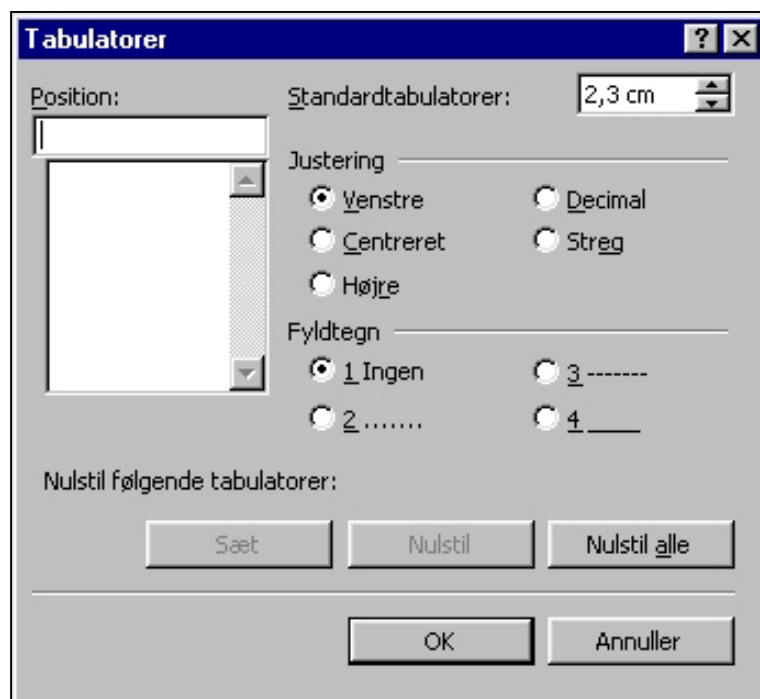 Tabulatorer
Position:
Standardtabulatorer: 2,3 cm
Justering
Venstre Decimal
Centreret Streg
Højre
Fyldtegn
1 Ingen 3 -------
2 ....... 4 ____
Nulstil følgende tabulatorer:
Sæt Nulstil Nulstil alle
OK Annuller